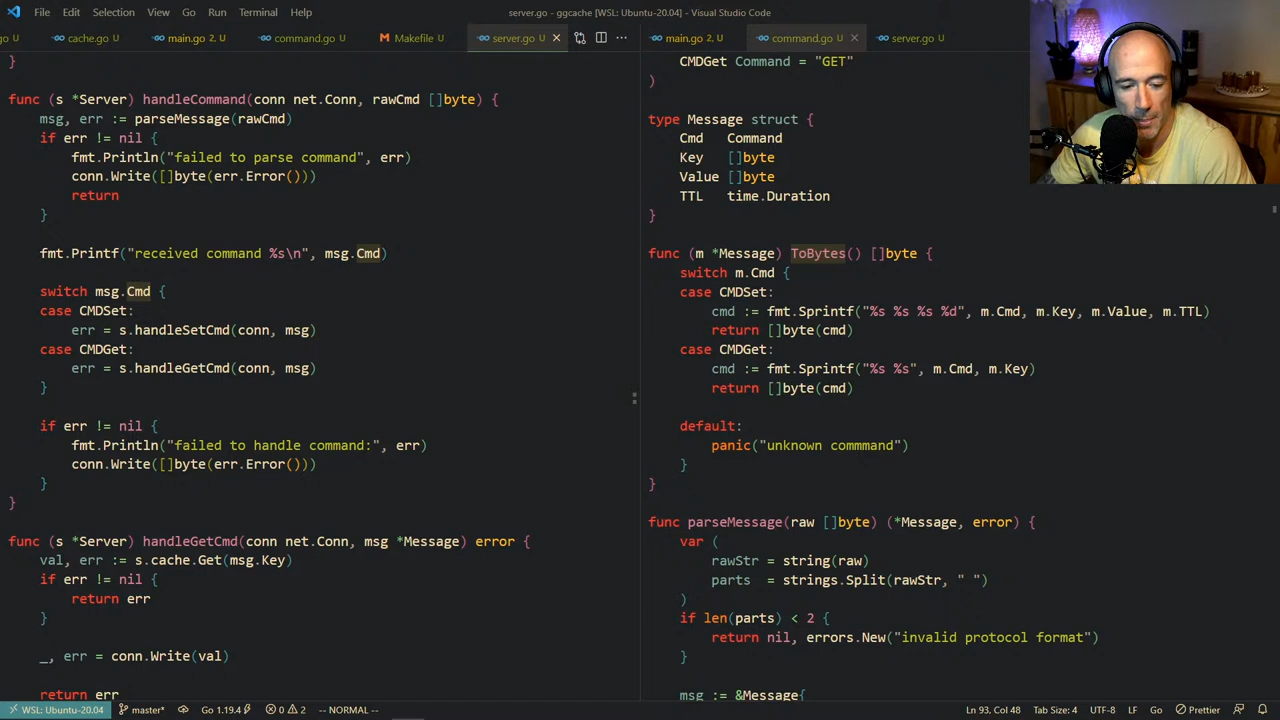 File Edit Selection View Go Run Terminal Help
server.go - ggcache [WSL: Ubuntu-20.04] - Visual Studio Code
go U cache.go U main.go 2, U command.go U Makefile U server.go U
main.go 2, U command.go U server.go U
}
func (s *Server) handleCommand(conn net.Conn, rawCmd []byte) {
msg, err := parseMessage(rawCmd)
if err != nil {
fmt.Println("failed to parse command", err)
conn.Write([]byte(err.Error()))
return
}
fmt.Printf("received command %s\n", msg.Cmd)
switch msg.Cmd {
case CMDSet:
err = s.handleSetCmd(conn, msg)
case CMDGet:
err = s.handleGetCmd(conn, msg)
}
if err != nil {
fmt.Println("failed to handle command:", err)
conn.Write([]byte(err.Error()))
}
}
func (s *Server) handleGetCmd(conn net.Conn, msg *Message) error {
val, err := s.cache.Get(msg.Key)
if err != nil {
return err
}
_, err = conn.Write(val)
return err
CMDGet Command = "GET"
)
type Message struct {
Cmd Command
Key []byte
Value []byte
TTL time.Duration
}
func (m *Message) ToBytes() []byte {
switch m.Cmd {
case CMDSet:
cmd := fmt.Sprintf("%s %s %s %d", m.Cmd, m.Key, m.Value, m.TTL)
return []byte(cmd)
case CMDGet:
cmd := fmt.Sprintf("%s %s", m.Cmd, m.Key)
return []byte(cmd)
default:
panic("unknown commmand")
}
}
func parseMessage(raw []byte) (*Message, error) {
var (
rawStr = string(raw)
parts = strings.Split(rawStr, " ")
)
if len(parts) < 2 {
return nil, errors.New("invalid protocol format")
}
msg := &Message{
WSL: Ubuntu-20.04 master* Go 1.19.4 0 2 -- NORMAL -- Ln 93, Col 48 Tab Size: 4 UTF-8 LF Go Prettier